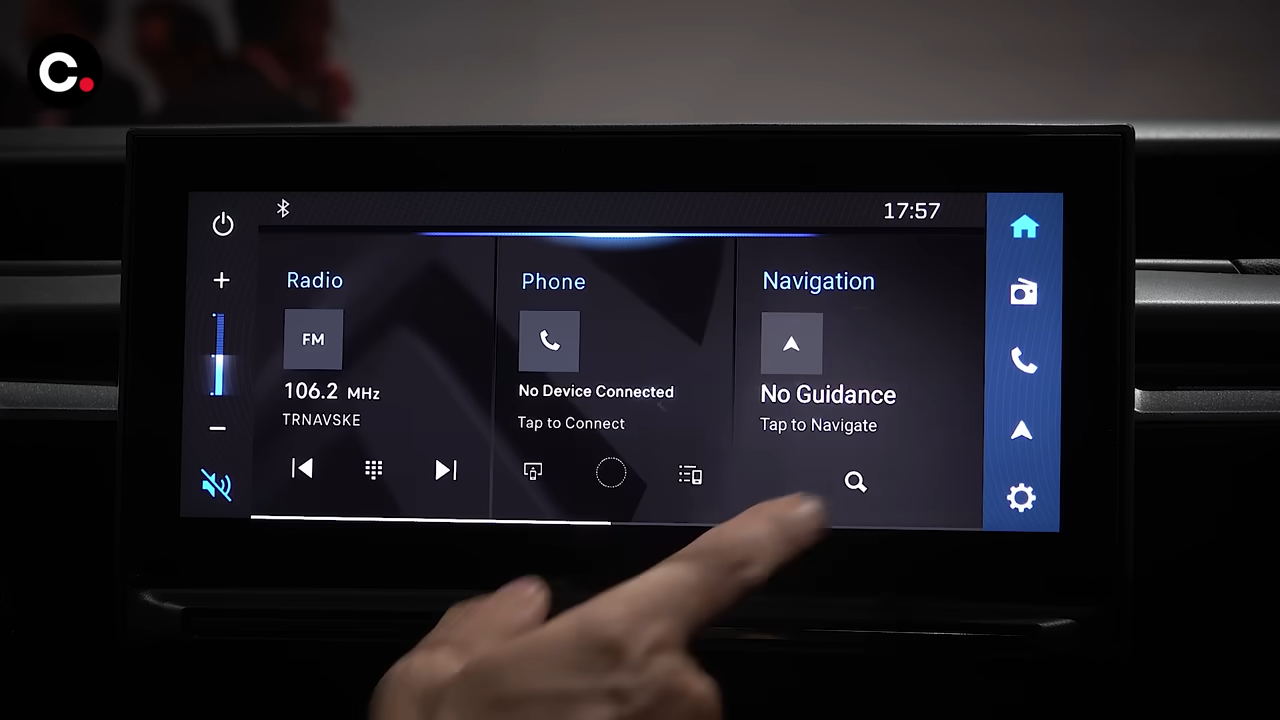 C.
17:57
Radio
FM
106.2 MHz
TRNAVSKE
Phone
No Device Connected
Tap to Connect
Navigation
No Guidance
Tap to Navigate